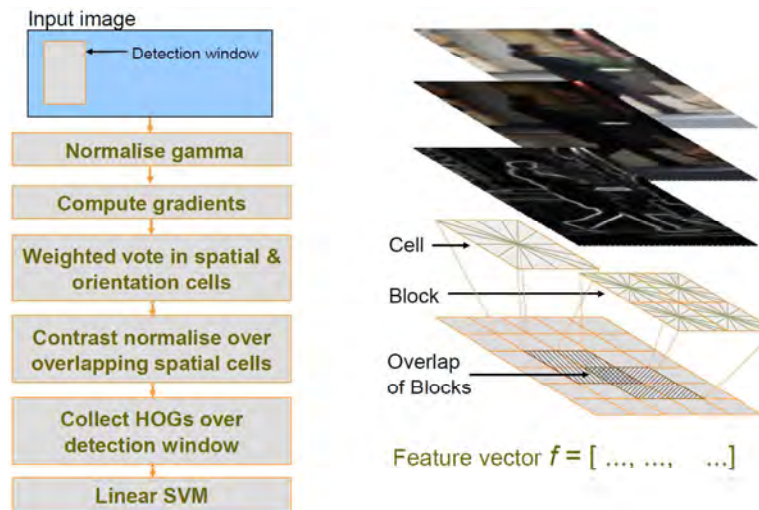 Input image
Detection window
Normalise gamma
Compute gradients
Weighted vote in spatial &
orientation cells
Contrast normalise over
overlapping spatial cells
Collect HOGs over
detection window
Linear SVM
Cell
Block
Overlap
of Blocks
Feature vector f = [ ..., ...,    ...]